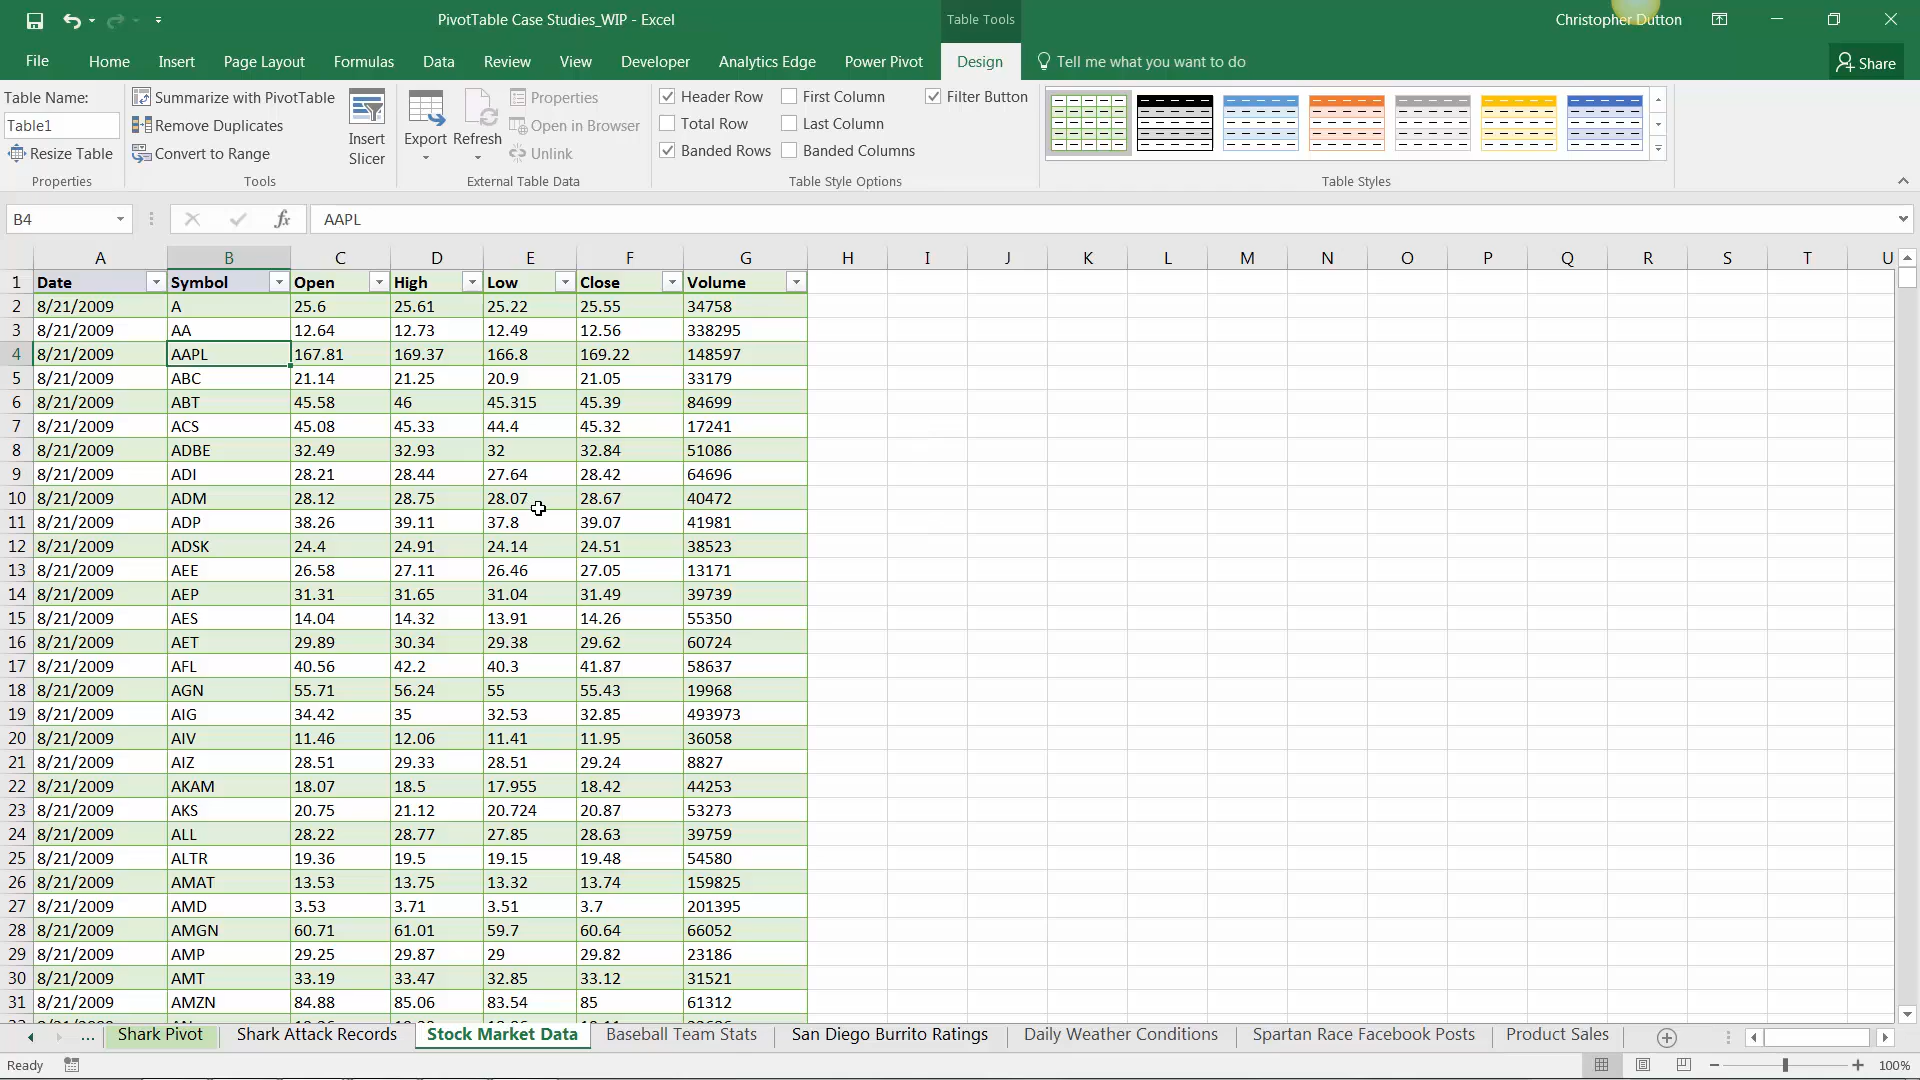 PivotTable Case Studies_WIP - Excel
Table Tools
Christopher Dutton
File Home Insert Page Layout Formulas Data Review View Developer Analytics Edge Power Pivot Design Tell me what you want to do Share
Table Name:
Table1
Resize Table
Properties
Summarize with PivotTable
Remove Duplicates
Convert to Range
Tools
Insert
Slicer
Export
Refresh
Properties
Open in Browser
Unlink
External Table Data
Header Row First Column Filter Button
Total Row Last Column
Banded Rows Banded Columns
Table Style Options
Table Styles
B4 fx AAPL
A B C D E F G H I J K L M N O P Q R S T U
1 Date Symbol Open High Low Close Volume
2 8/21/2009 A 25.6 25.61 25.22 25.55 34758
3 8/21/2009 AA 12.64 12.73 12.49 12.56 338295
4 8/21/2009 AAPL 167.81 169.37 166.8 169.22 148597
5 8/21/2009 ABC 21.14 21.25 20.9 21.05 33179
6 8/21/2009 ABT 45.58 46 45.315 45.39 84699
7 8/21/2009 ACS 45.08 45.33 44.4 45.32 17241
8 8/21/2009 ADBE 32.49 32.93 32 32.84 51086
9 8/21/2009 ADI 28.21 28.44 27.64 28.42 64696
10 8/21/2009 ADM 28.12 28.75 28.07 28.67 40472
11 8/21/2009 ADP 38.26 39.11 37.8 39.07 41981
12 8/21/2009 ADSK 24.4 24.91 24.14 24.51 38523
13 8/21/2009 AEE 26.58 27.11 26.46 27.05 13171
14 8/21/2009 AEP 31.31 31.65 31.04 31.49 39739
15 8/21/2009 AES 14.04 14.32 13.91 14.26 55350
16 8/21/2009 AET 29.89 30.34 29.38 29.62 60724
17 8/21/2009 AFL 40.56 42.2 40.3 41.87 58637
18 8/21/2009 AGN 55.71 56.24 55 55.43 19968
19 8/21/2009 AIG 34.42 35 32.53 32.85 493973
20 8/21/2009 AIV 11.46 12.06 11.41 11.95 36058
21 8/21/2009 AIZ 28.51 29.33 28.51 29.24 8827
22 8/21/2009 AKAM 18.07 18.5 17.955 18.42 44253
23 8/21/2009 AKS 20.75 21.12 20.724 20.87 53273
24 8/21/2009 ALL 28.22 28.77 27.85 28.63 39759
25 8/21/2009 ALTR 19.36 19.5 19.15 19.48 54580
26 8/21/2009 AMAT 13.53 13.75 13.32 13.74 159825
27 8/21/2009 AMD 3.53 3.71 3.51 3.7 201395
28 8/21/2009 AMGN 60.71 61.01 59.7 60.64 66052
29 8/21/2009 AMP 29.25 29.87 29 29.82 23186
30 8/21/2009 AMT 33.19 33.47 32.85 33.12 31521
31 8/21/2009 AMZN 84.88 85.06 83.54 85 61312
... Shark Pivot Shark Attack Records Stock Market Data Baseball Team Stats San Diego Burrito Ratings Daily Weather Conditions Spartan Race Facebook Posts Product Sales
Ready 100%